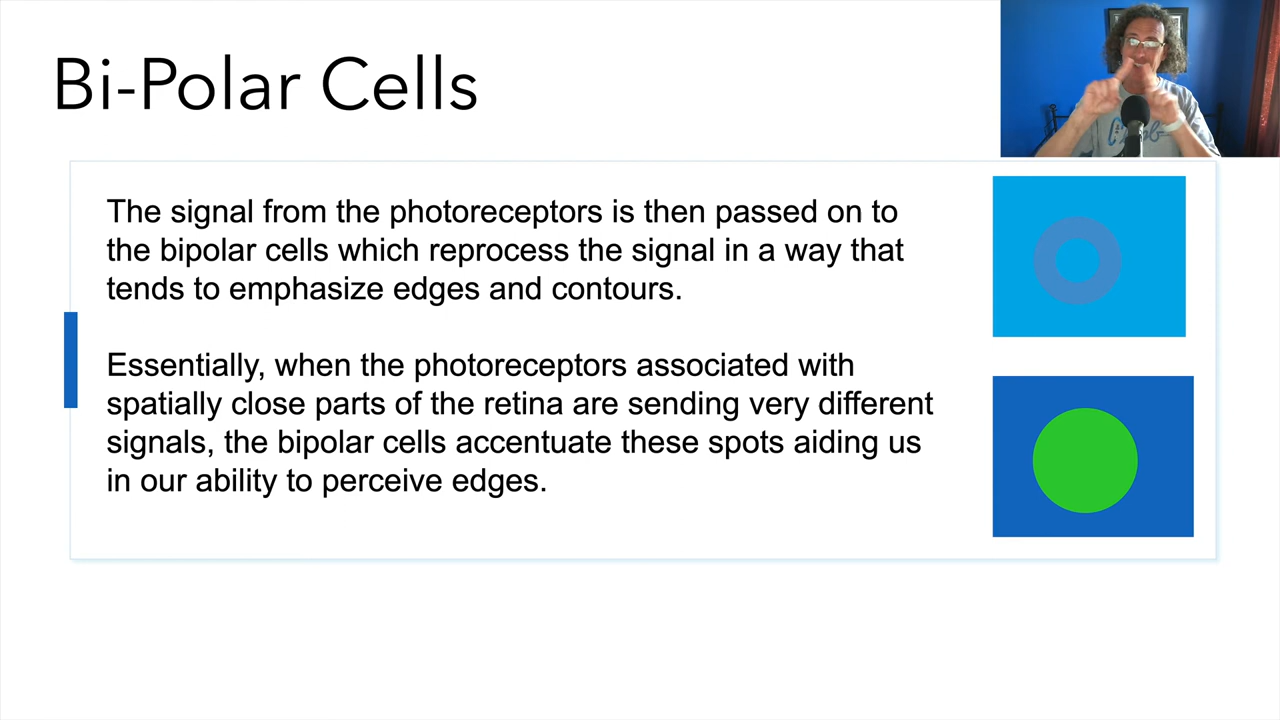 Bi-Polar Cells
The signal from the photoreceptors is then passed on to
the bipolar cells which reprocess the signal in a way that
tends to emphasize edges and contours.
Essentially, when the photoreceptors associated with
spatially close parts of the retina are sending very different
signals, the bipolar cells accentuate these spots aiding us
in our ability to perceive edges.